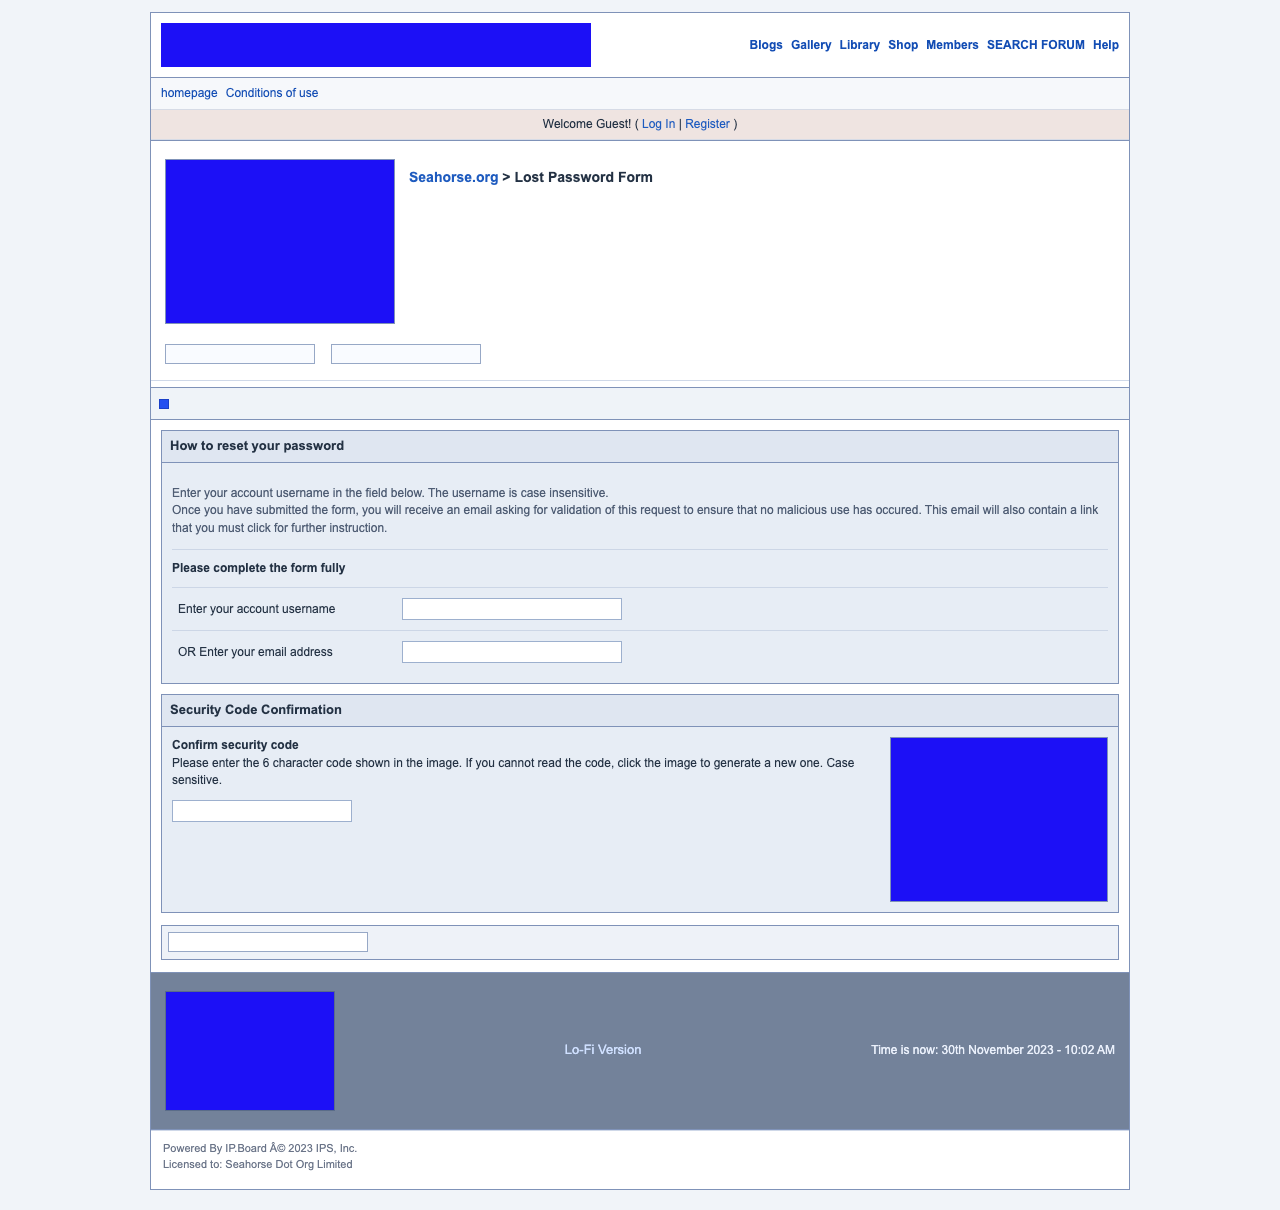 Blogs Gallery Library Shop Members SEARCH FORUM Help
homepage Conditions of use
Welcome Guest! ( Log In | Register )
Seahorse.org > Lost Password Form
How to reset your password
Enter your account username in the field below. The username is case insensitive.
Once you have submitted the form, you will receive an email asking for validation of this request to ensure that no malicious use has occured. This email will also contain a link
that you must click for further instruction.
Please complete the form fully
Enter your account username
OR Enter your email address
Security Code Confirmation
Confirm security code
Please enter the 6 character code shown in the image. If you cannot read the code, click the image to generate a new one. Case
sensitive.
Lo-Fi Version
Time is now: 30th November 2023 - 10:02 AM
Powered By IP.Board Â© 2023 IPS, Inc.
Licensed to: Seahorse Dot Org Limited